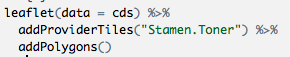 leaflet(data = cds) %>%
addProviderTiles("Stamen.Toner") %>%
addPolygons()